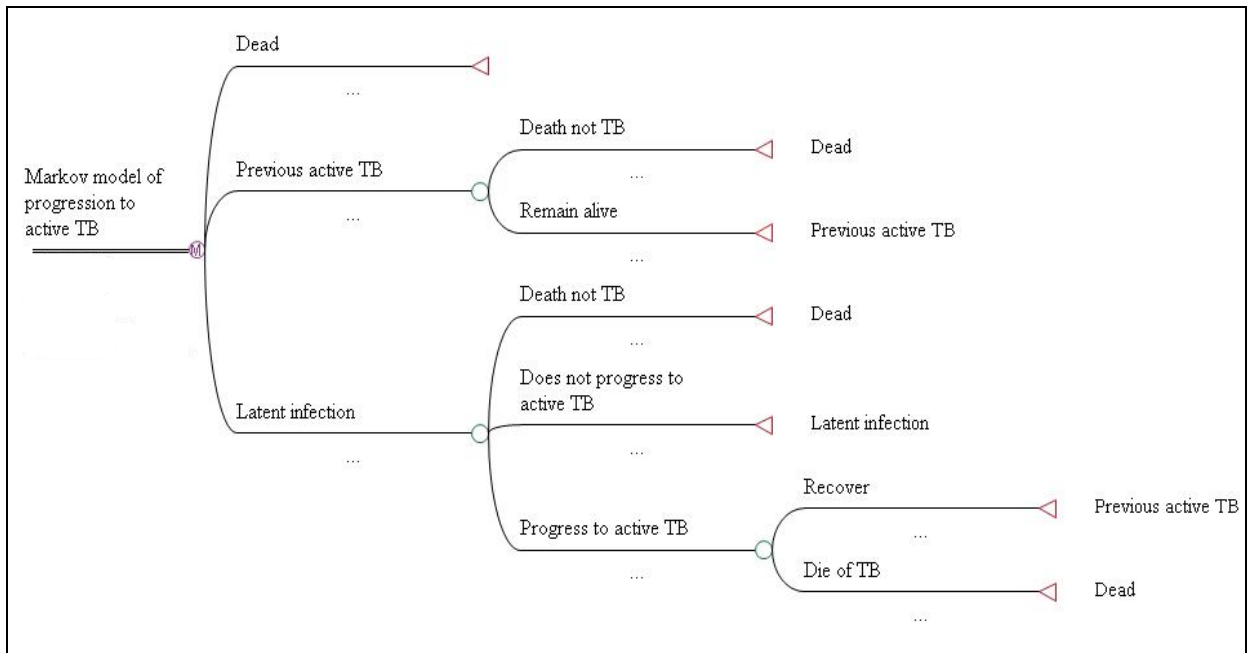 Dead
...
Death not TB
Dead
...
Previous active TB
...
Remain alive
Previous active TB
...
Markov model of
progression to
active TB
M
Death not TB
Dead
...
Does not progress to
active TB
Latent infection
...
Latent infection
...
Recover
Previous active TB
...
Progress to active TB
...
Die of TB
Dead
...